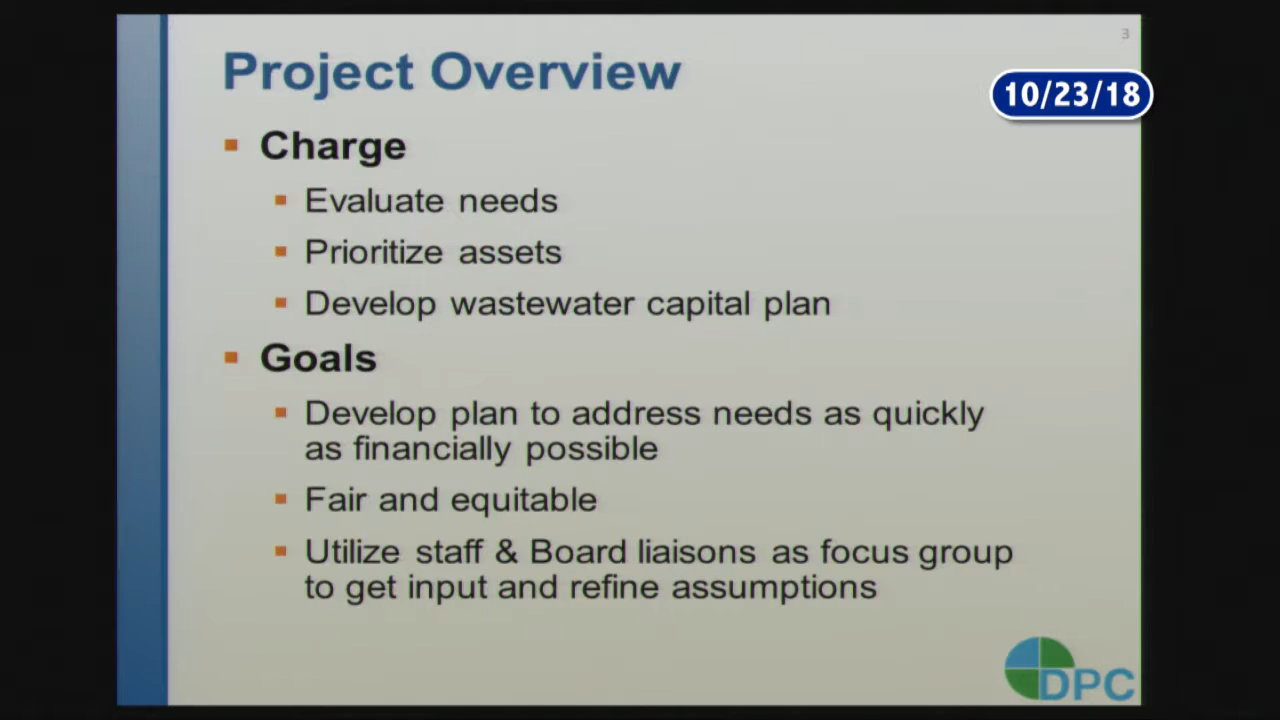 3
Project Overview
10/23/18
Charge
Evaluate needs
Prioritize assets
Develop wastewater capital plan
Goals
Develop plan to address needs as quickly
as financially possible
Fair and equitable
Utilize staff & Board liaisons as focus group
to get input and refine assumptions
DPC